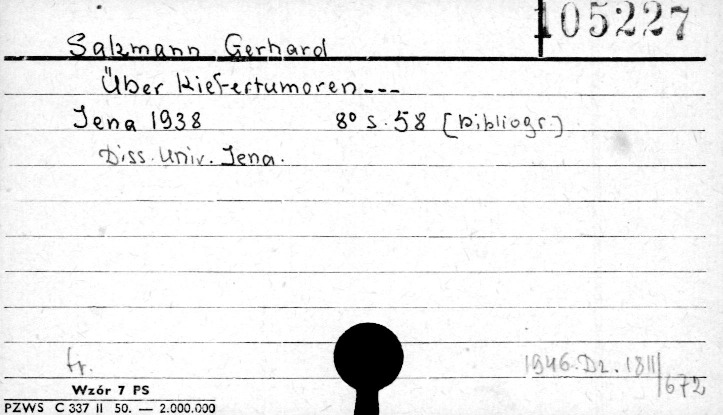 105227
Salzmann Gerhard
Über Kiefertumoren---
Jena 1938 8° s. 58 [bibliogr.]
Diss. Univ. Jena.
fr.
1946.Dz.1811/672
Wzór 7 PS
PZWS C 337 II 50. — 2.000.000